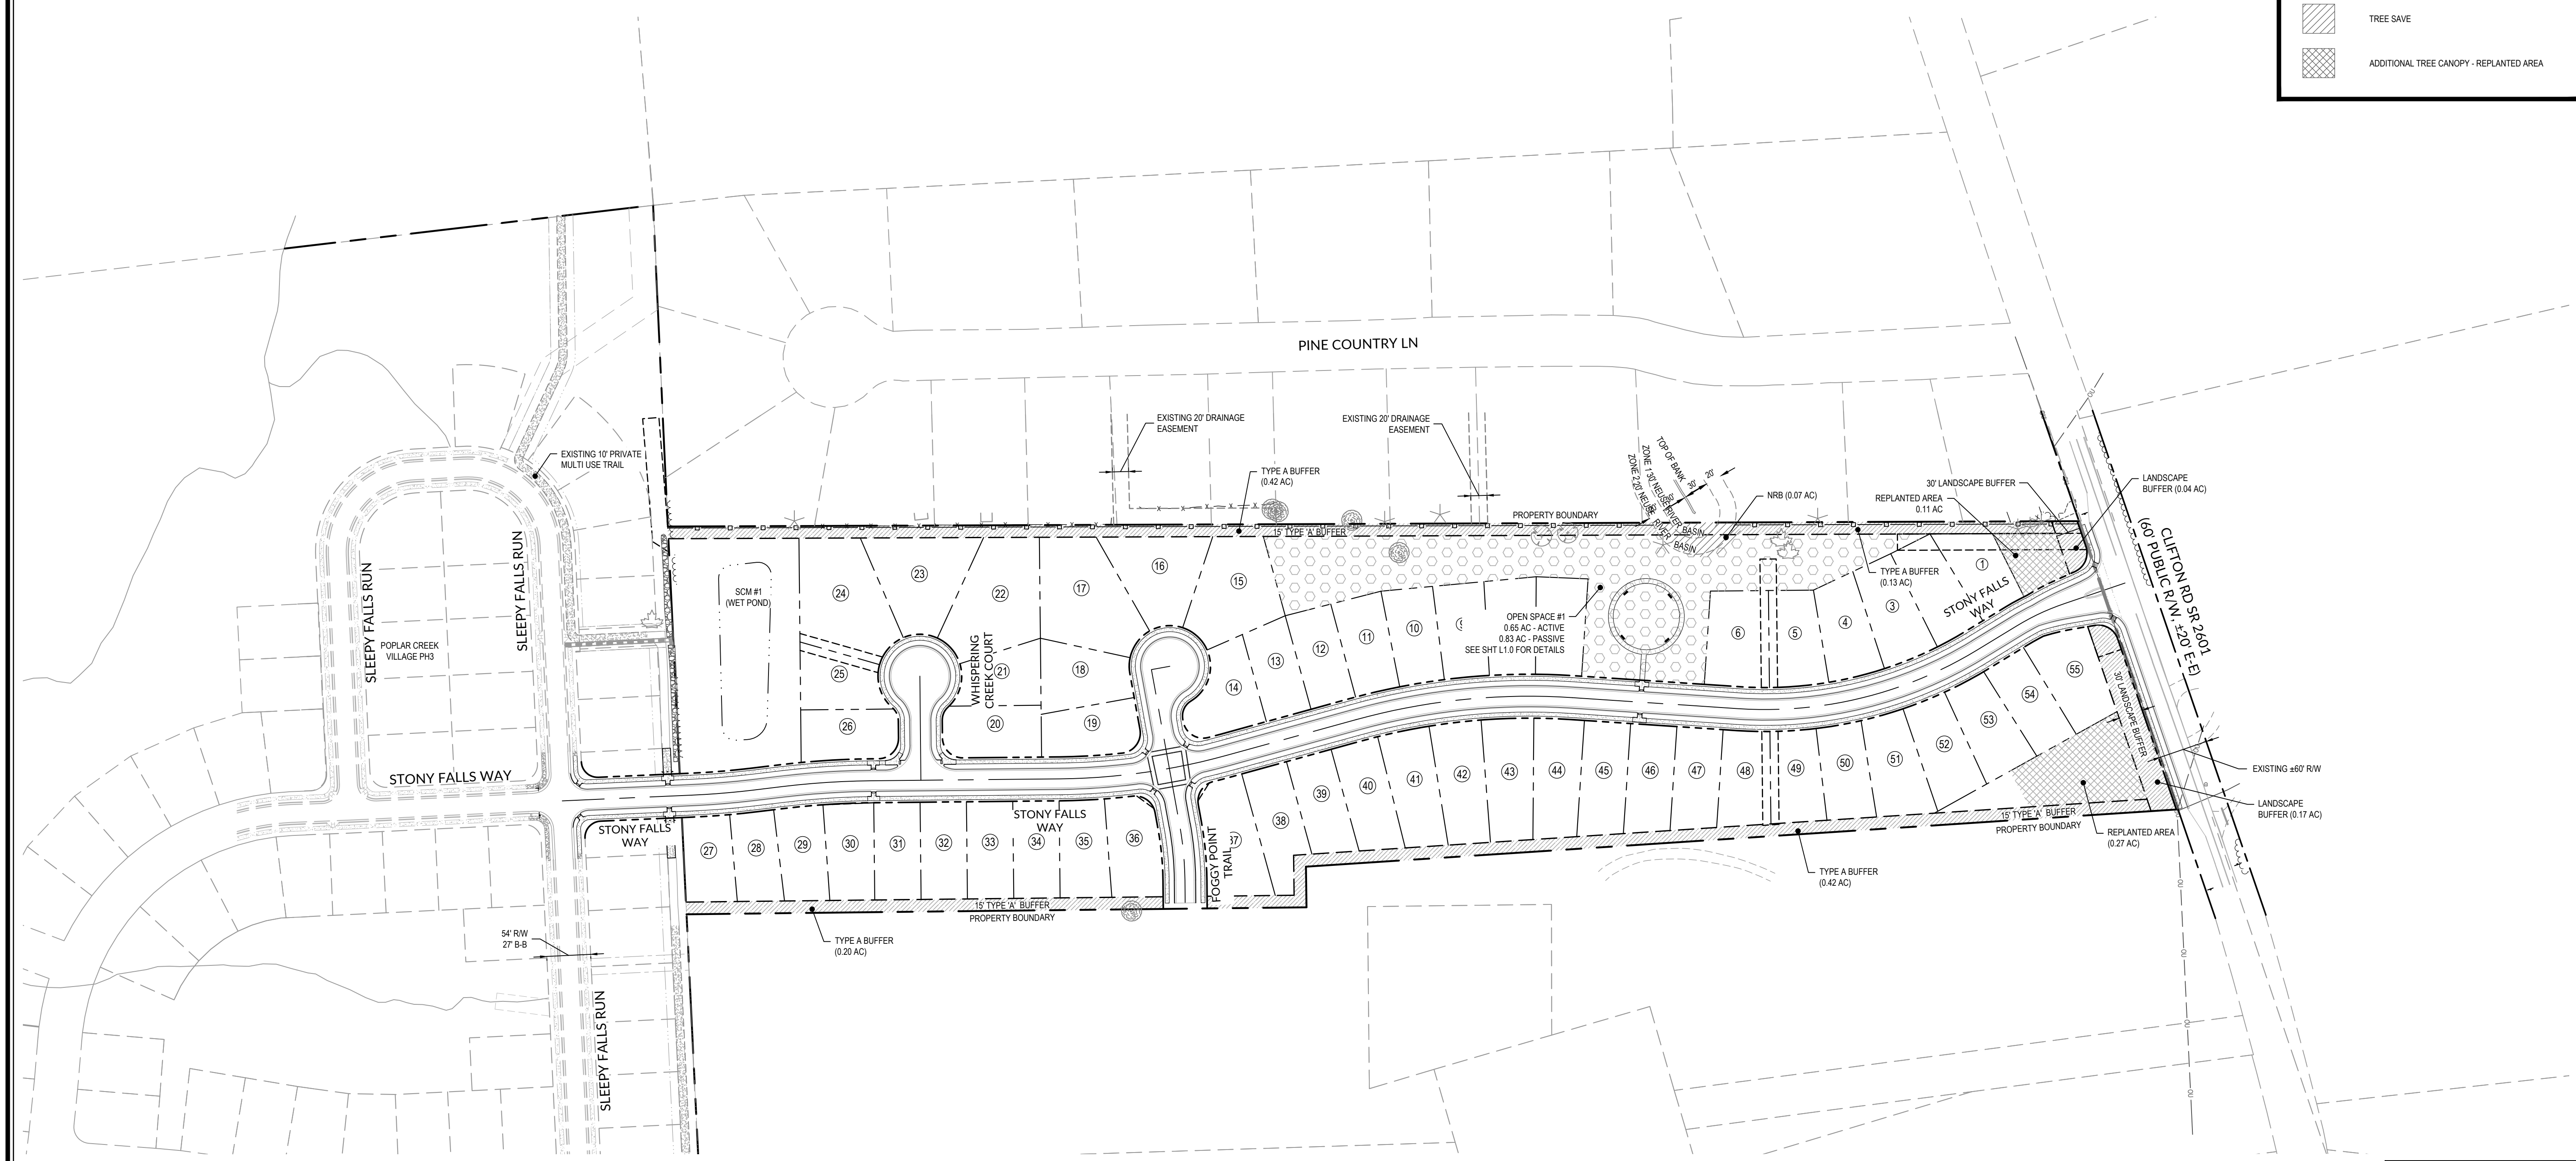 TREE SAVE
ADDITIONAL TREE CANOPY - REPLANTED AREA
PINE COUNTRY LN
EXISTING 20' DRAINAGE
EASEMENT
EXISTING 20' DRAINAGE
EASEMENT
EXISTING 10' PRIVATE
MULTI USE TRAIL
TYPE A BUFFER
(0.42 AC)
TOP OF BANK
ZONE 1 30' NEUSE RIVER BASIN
ZONE 2 20' NEUSE RIVER BASIN
30'
20'
NRB (0.07 AC)
30' LANDSCAPE BUFFER
REPLANTED AREA
0.11 AC
LANDSCAPE
BUFFER (0.04 AC)
PROPERTY BOUNDARY
15' TYPE 'A' BUFFER
CLIFTON RD SR 2601
(60' PUBLIC R/W, ±20' E-E)
TYPE A BUFFER
(0.13 AC)
SLEEPY FALLS RUN
SLEEPY FALLS RUN
POPLAR CREEK
VILLAGE PH3
SCM #1
(WET POND)
24
23
22
17
16
15
1
3
4
5
6
STONY FALLS
WAY
OPEN SPACE #1
0.65 AC - ACTIVE
0.83 AC - PASSIVE
SEE SHT L1.0 FOR DETAILS
10
11
12
13
14
25
26
WHISPERING
CREEK COURT
21
20
18
19
55
54
53
52
51
50
49
48
47
46
45
44
43
42
41
40
39
38
37
30' LANDSCAPE BUFFER
EXISTING ±60' R/W
LANDSCAPE
BUFFER (0.17 AC)
REPLANTED AREA
(0.27 AC)
15' TYPE 'A' BUFFER
PROPERTY BOUNDARY
TYPE A BUFFER
(0.42 AC)
STONY FALLS WAY
STONY FALLS
WAY
STONY FALLS
WAY
27
28
29
30
31
32
33
34
35
36
FOGGY POINT
TRAIL
15' TYPE 'A' BUFFER
PROPERTY BOUNDARY
TYPE A BUFFER
(0.20 AC)
54' R/W
27' B-B
SLEEPY FALLS RUN
OU
OU
OU
OU
OU